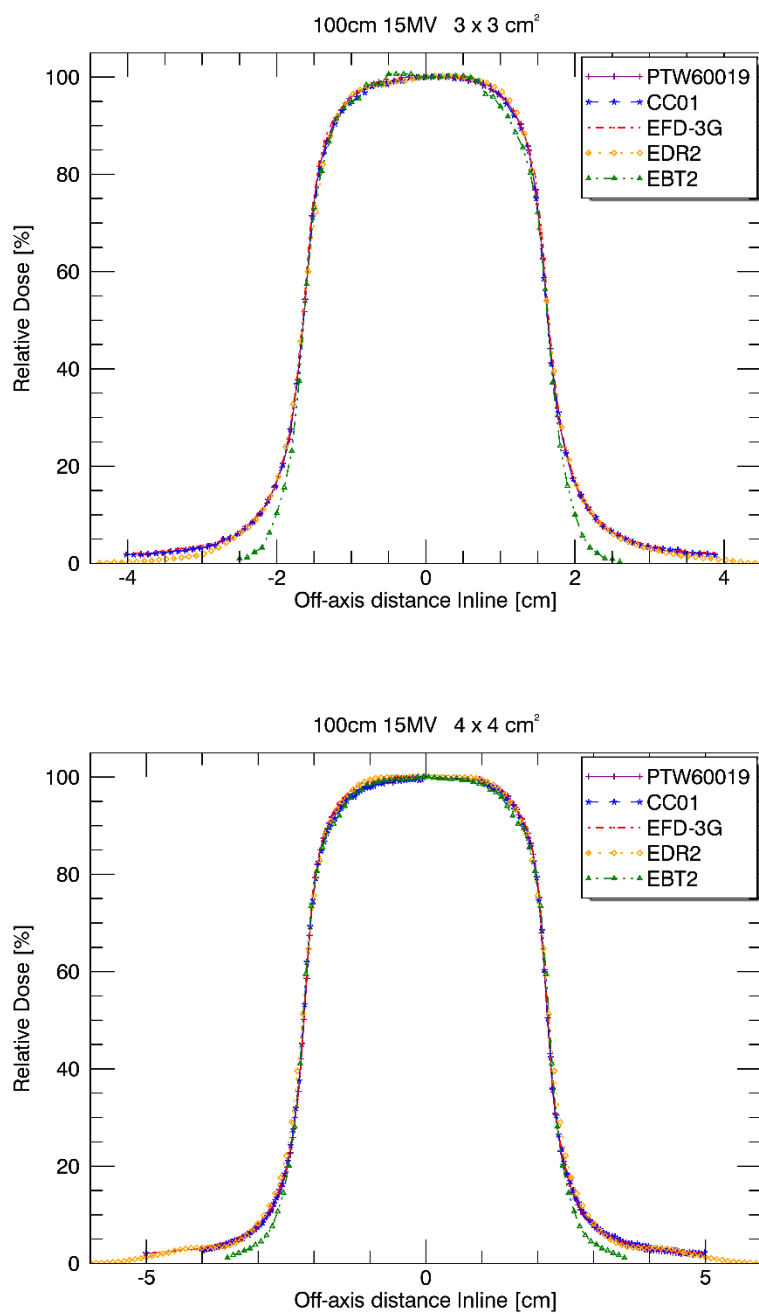 100cm 15MV 3 x 3 cm²
PTW60019
CC01
EFD-3G
EDR2
EBT2
100
80
60
40
20
0
Relative Dose [%]
-4
-2
0
2
4
Off-axis distance Inline [cm]
100cm 15MV 4 x 4 cm²
PTW60019
CC01
EFD-3G
EDR2
EBT2
100
80
60
40
20
0
Relative Dose [%]
-5
0
5
Off-axis distance Inline [cm]